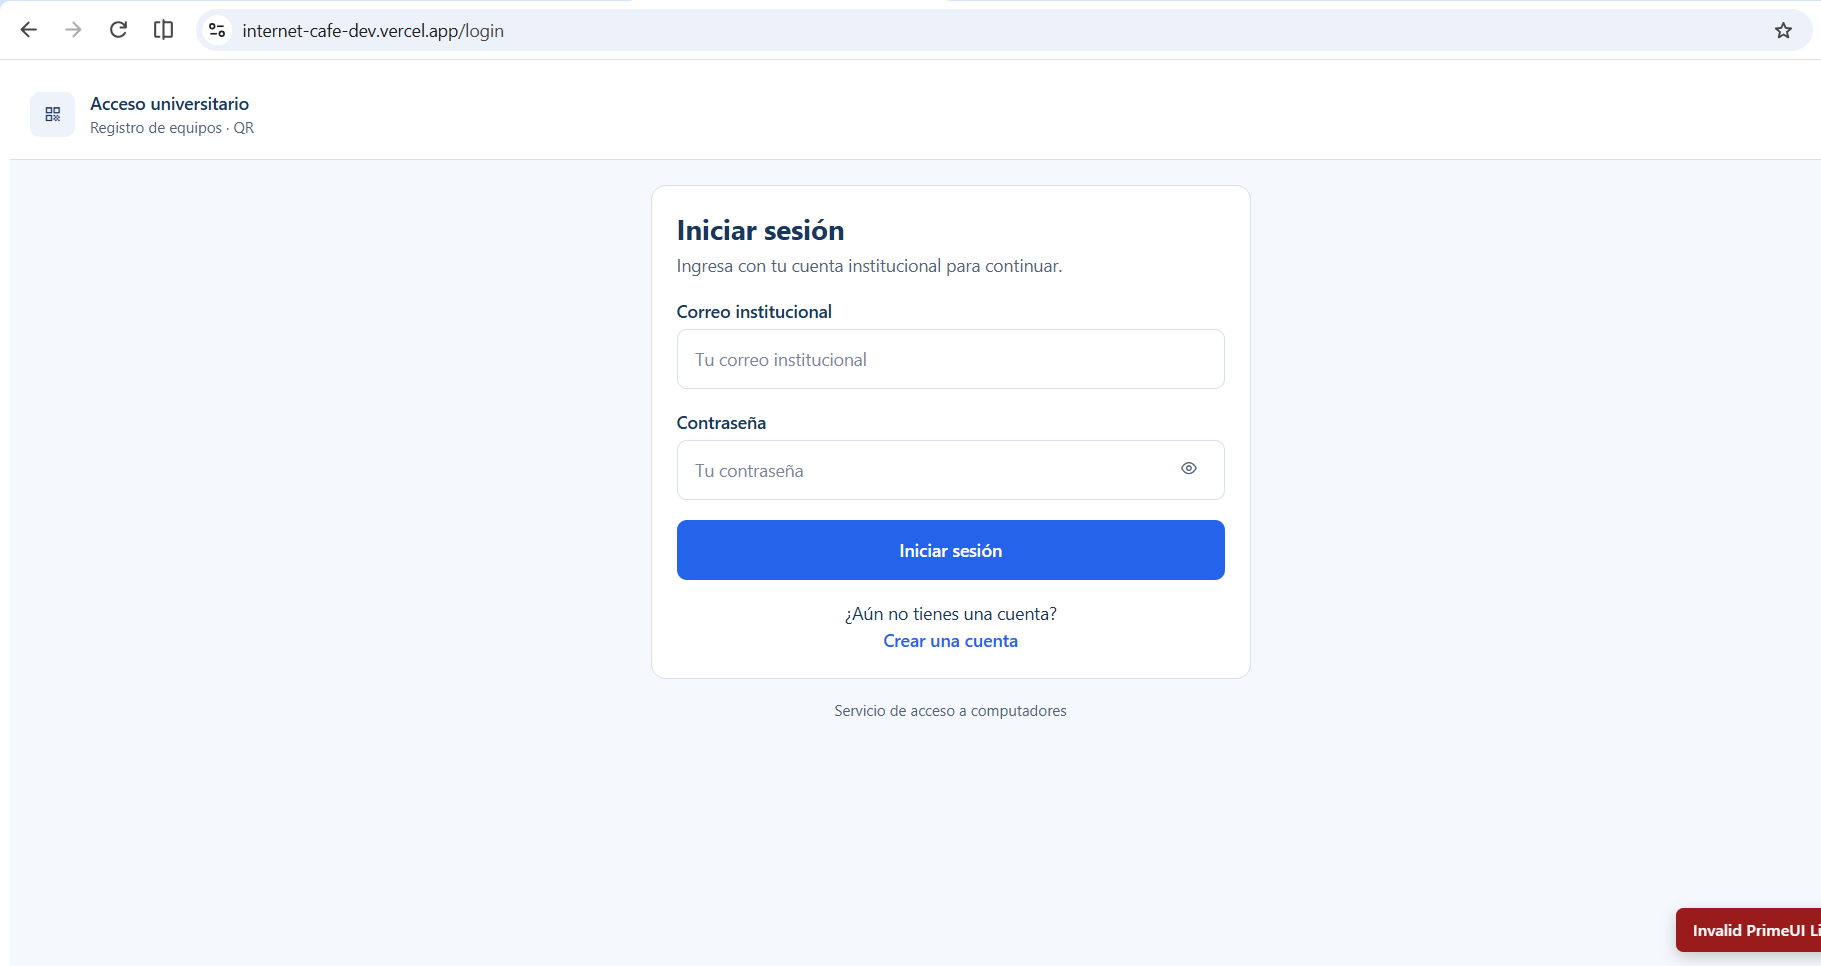 internet-cafe-dev.vercel.app/login
Acceso universitario
Registro de equipos · QR
Iniciar sesión
Ingresa con tu cuenta institucional para continuar.
Correo institucional
Tu correo institucional
Contraseña
Tu contraseña
Iniciar sesión
¿Aún no tienes una cuenta?
Crear una cuenta
Servicio de acceso a computadores
Invalid PrimeUI